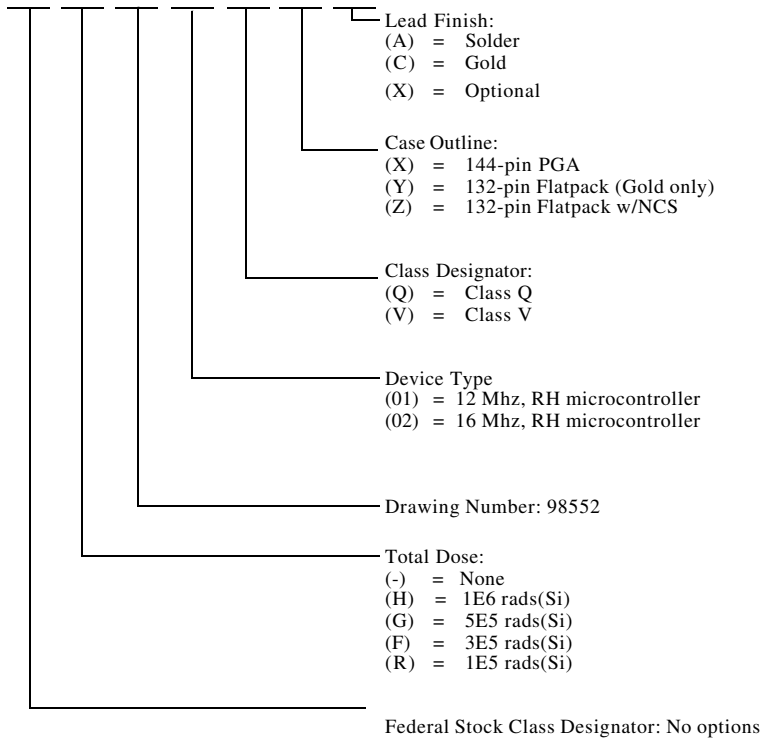 Lead Finish:
(A) = Solder
(C) = Gold
(X) = Optional
Case Outline:
(X) = 144-pin PGA
(Y) = 132-pin Flatpack (Gold only)
(Z) = 132-pin Flatpack w/NCS
Class Designator:
(Q) = Class Q
(V) = Class V
Device Type
(01) = 12 Mhz, RH microcontroller
(02) = 16 Mhz, RH microcontroller
Drawing Number: 98552
Total Dose:
(-) = None
(H) = 1E6 rads(Si)
(G) = 5E5 rads(Si)
(F) = 3E5 rads(Si)
(R) = 1E5 rads(Si)
Federal Stock Class Designator: No options